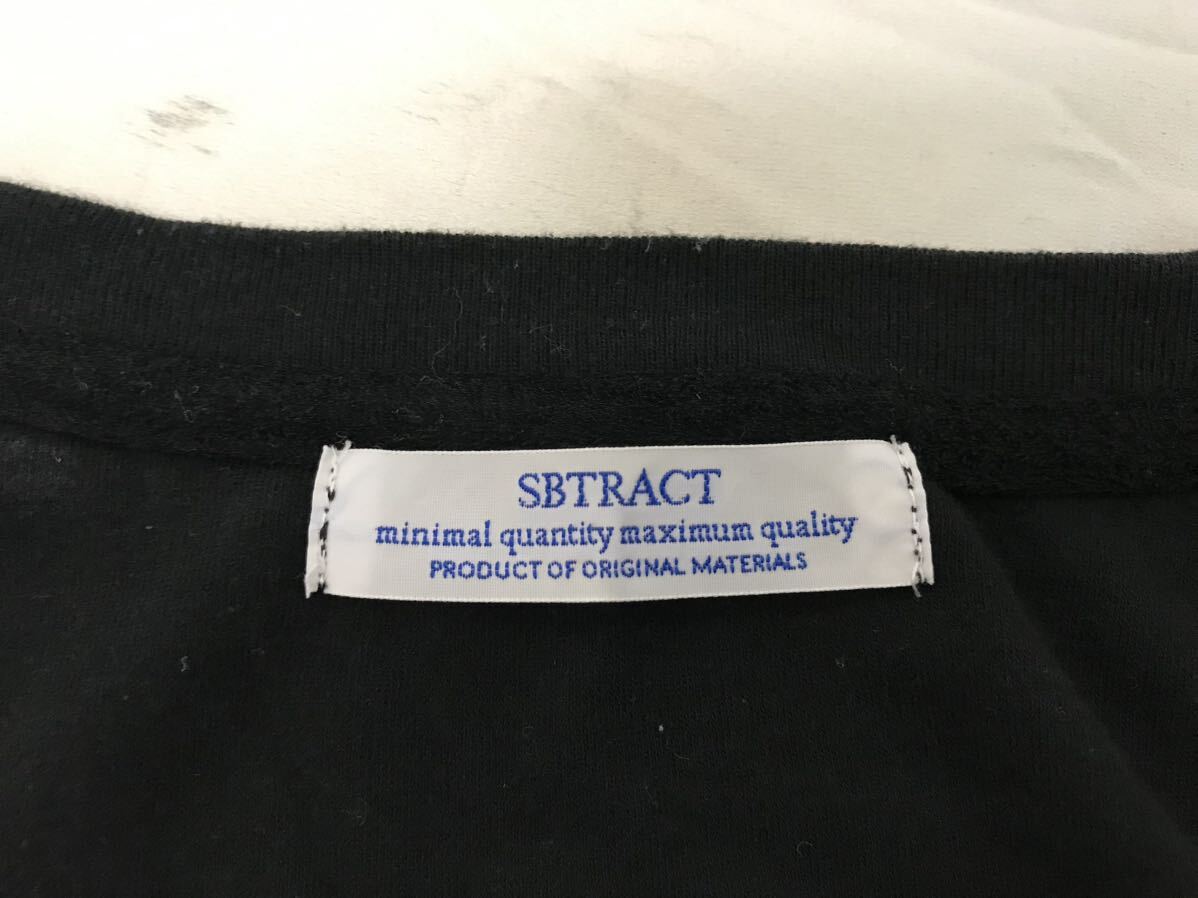 SBTRACT
minimal quantity maximum quality
PRODUCT OF ORIGINAL MATERIALS